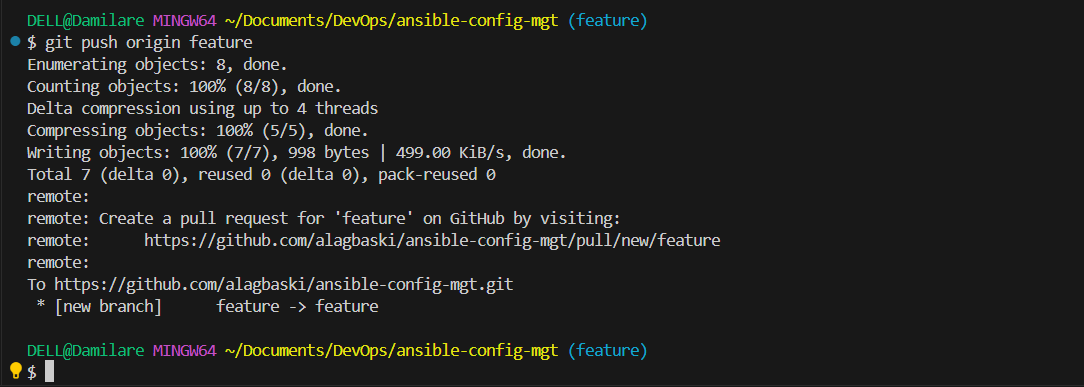 DELL@Damilare MINGW64 ~/Documents/DevOps/ansible-config-mgt (feature)
$ git push origin feature
Enumerating objects: 8, done.
Counting objects: 100% (8/8), done.
Delta compression using up to 4 threads
Compressing objects: 100% (5/5), done.
Writing objects: 100% (7/7), 998 bytes | 499.00 KiB/s, done.
Total 7 (delta 0), reused 0 (delta 0), pack-reused 0
remote:
remote: Create a pull request for 'feature' on GitHub by visiting:
remote:      https://github.com/alagbaski/ansible-config-mgt/pull/new/feature
remote:
To https://github.com/alagbaski/ansible-config-mgt.git
 * [new branch]      feature -> feature
DELL@Damilare MINGW64 ~/Documents/DevOps/ansible-config-mgt (feature)
$